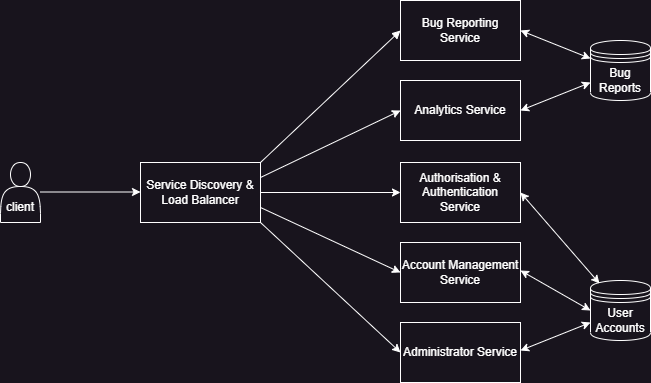 Bug Reporting
Service
Bug
Reports
Analytics Service
client
Service Discovery &
Load Balancer
Authorisation &
Authentication
Service
Account Management
Service
User
Accounts
Administrator Service